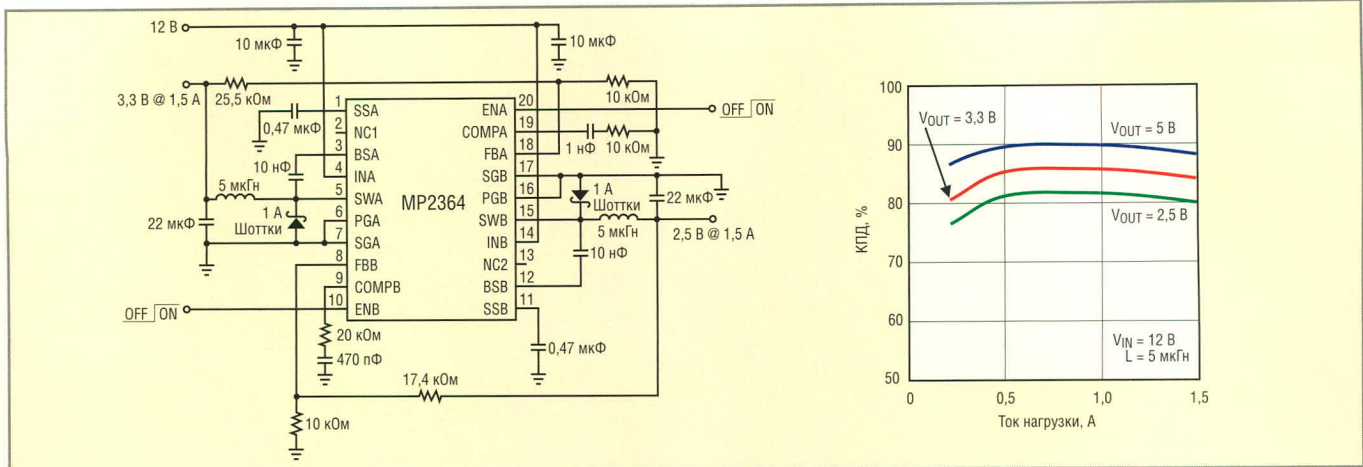 12 В
10 мкФ
10 мкФ
3,3 В @ 1,5 А
25,5 кОм
10 кОм
0,47 мкФ
10 нФ
5 мкГн
22 мкФ
1 А
Шоттки
MP2364
1 SSA
2 NC1
3 BSA
4 INA
5 SWA
6 PGA
7 SGA
8 FBB
9 COMPB
10 ENB
ENA 20
COMPA 19
FBA 18
SGB 17
PGB 16
SWB 15
INB 14
NC2 13
BSB 12
SSB 11
OFF ON
1 нФ
10 кОм
1 А
Шоттки
22 мкФ
5 мкГн
2,5 В @ 1,5 А
10 нФ
OFF ON
20 кОм
470 пФ
0,47 мкФ
17,4 кОм
10 кОм
КПД, %
100
90
80
70
60
50
VOUT = 3,3 В
VOUT = 5 В
VOUT = 2,5 В
VIN = 12 В
L = 5 мкГн
0 0,5 1,0 1,5
Ток нагрузки, А